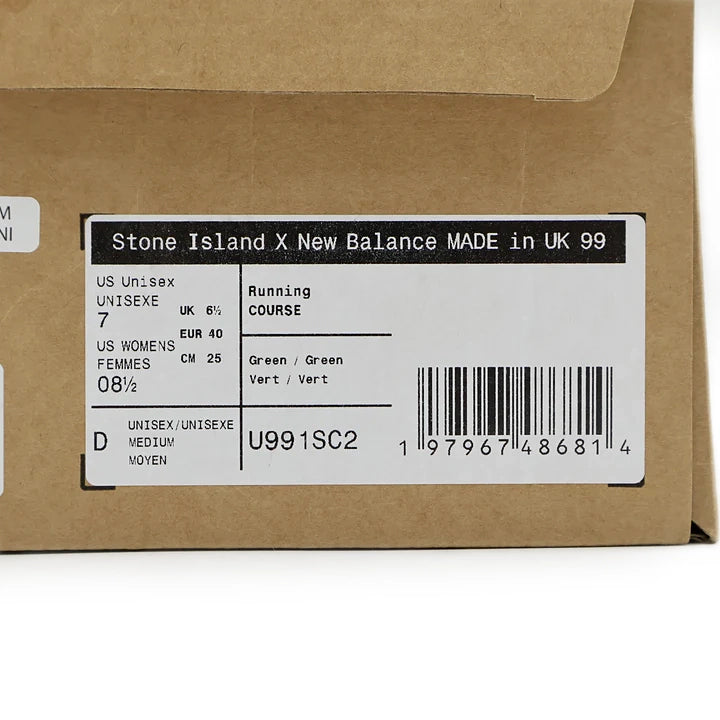 M
NI
Stone Island X New Balance MADE in UK 99
US Unisex
UNISEXE
7
US WOMENS
FEMMES
08½
UK 6½
EUR 40
CM 25
Running
COURSE
Green / Green
Vert / Vert
D
UNISEX/UNISEXE
MEDIUM
MOYEN
U991SC2
1 97967 48681 4